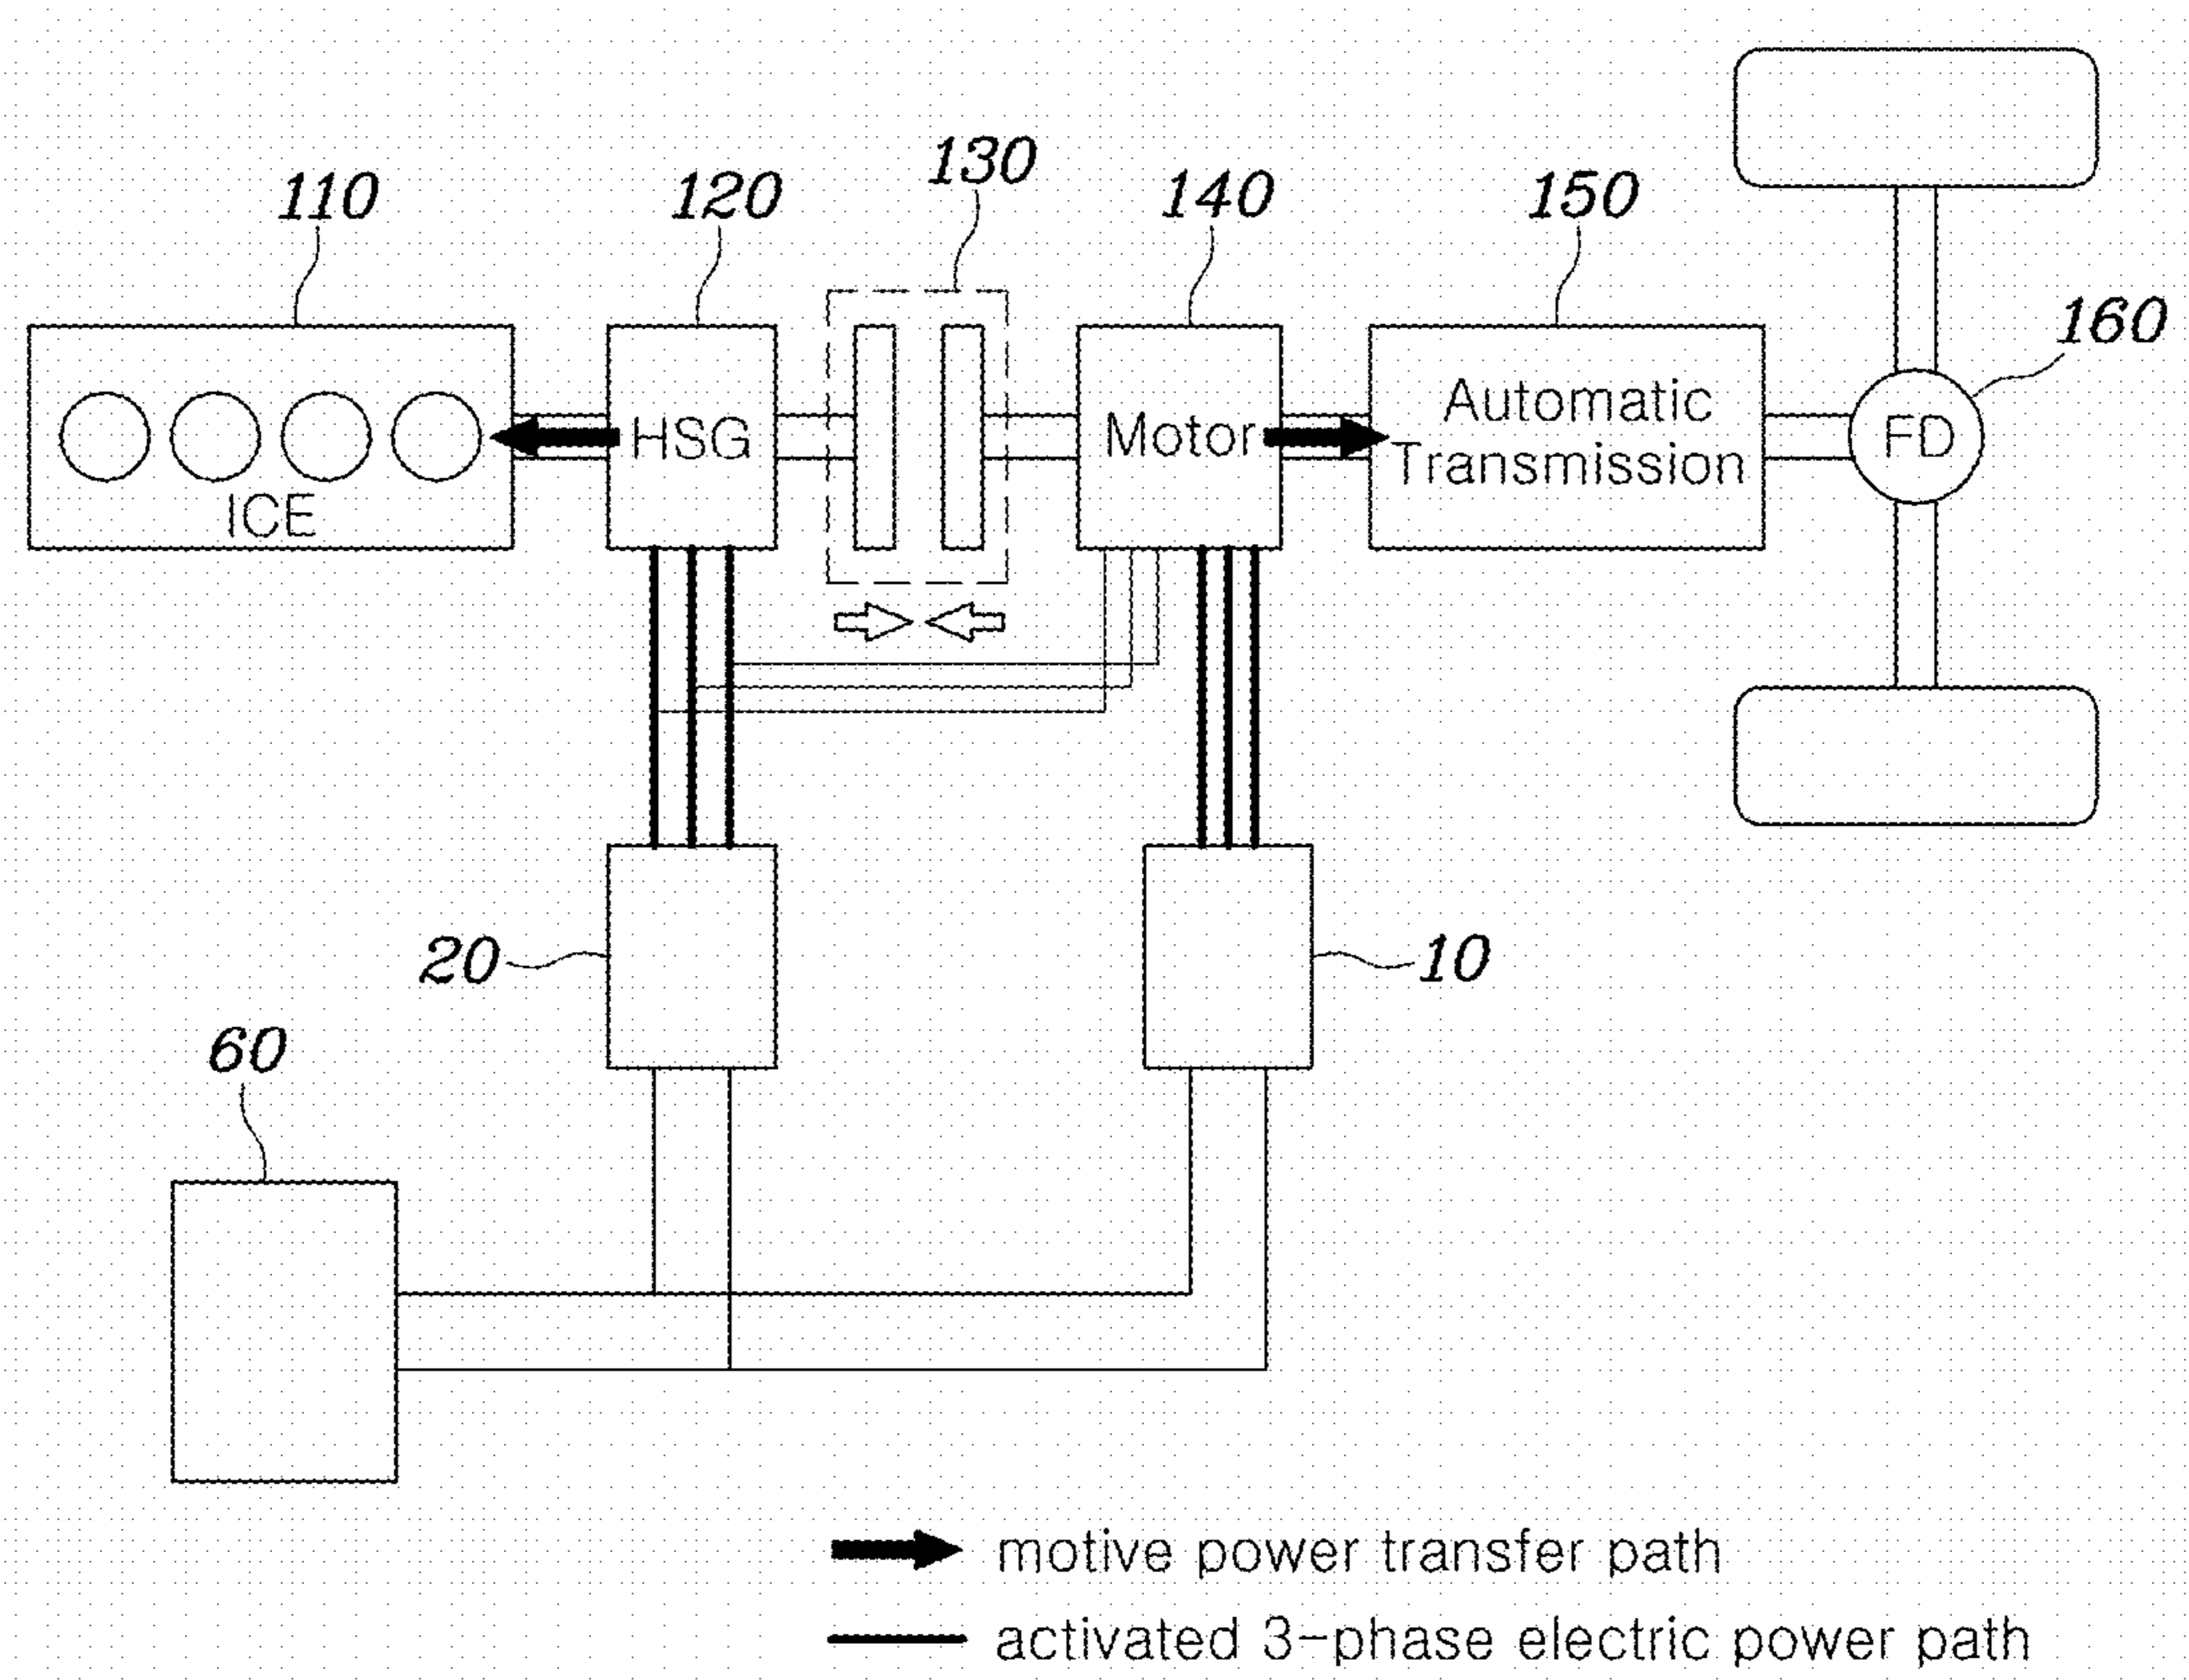 130
110
120
140
150
160
ICE
HSG
Motor
Automatic
Transmission
FD
20
10
60
motive power transfer path
activated 3-phase electric power path